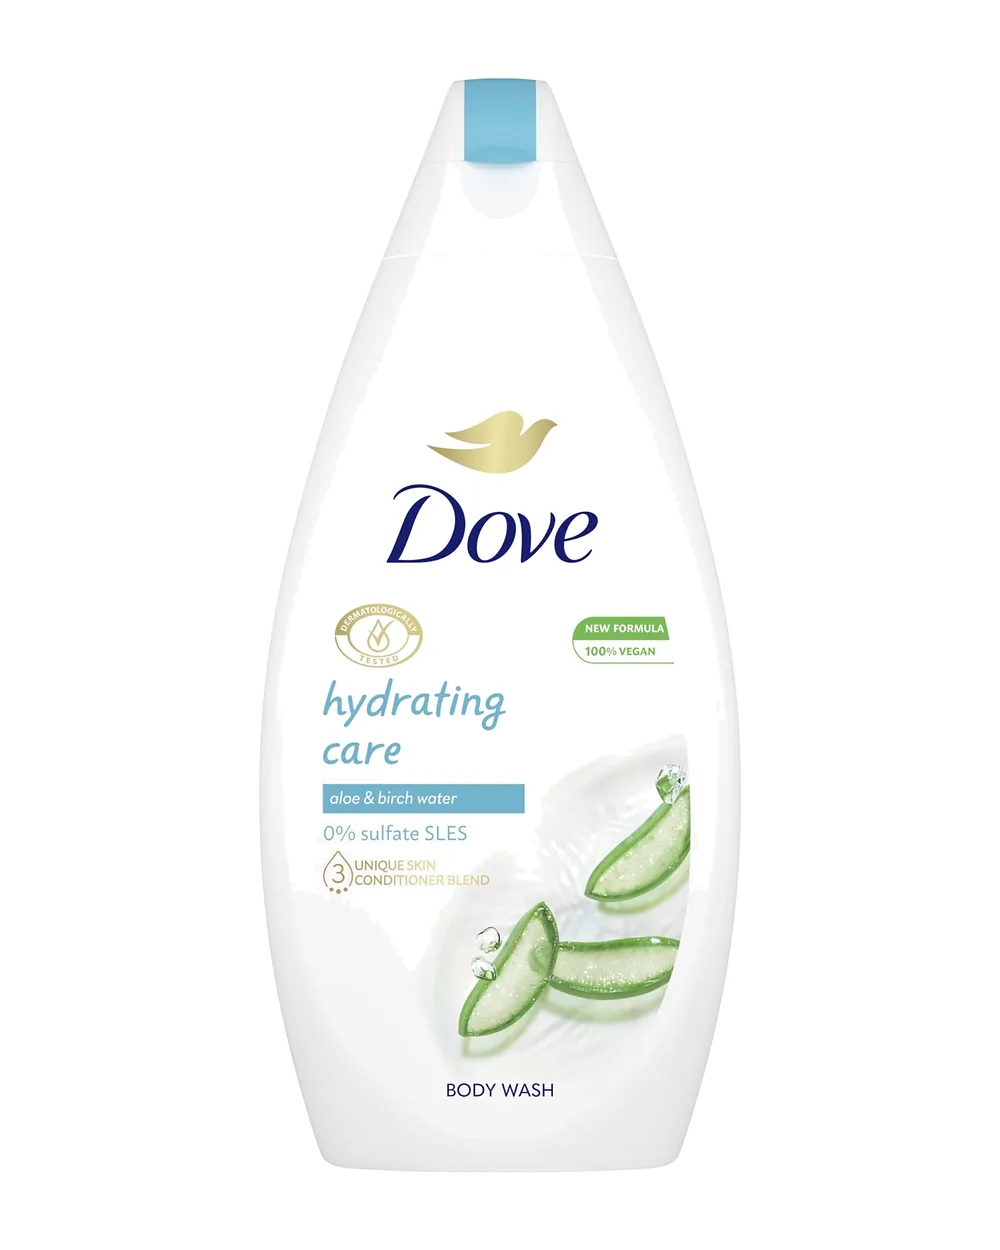 Dove
DERMATOLOGICALLY
TESTED
NEW FORMULA
100% VEGAN
hydrating
care
aloe & birch water
0% sulfate SLES
3
UNIQUE SKIN
CONDITIONER BLEND
BODY WASH